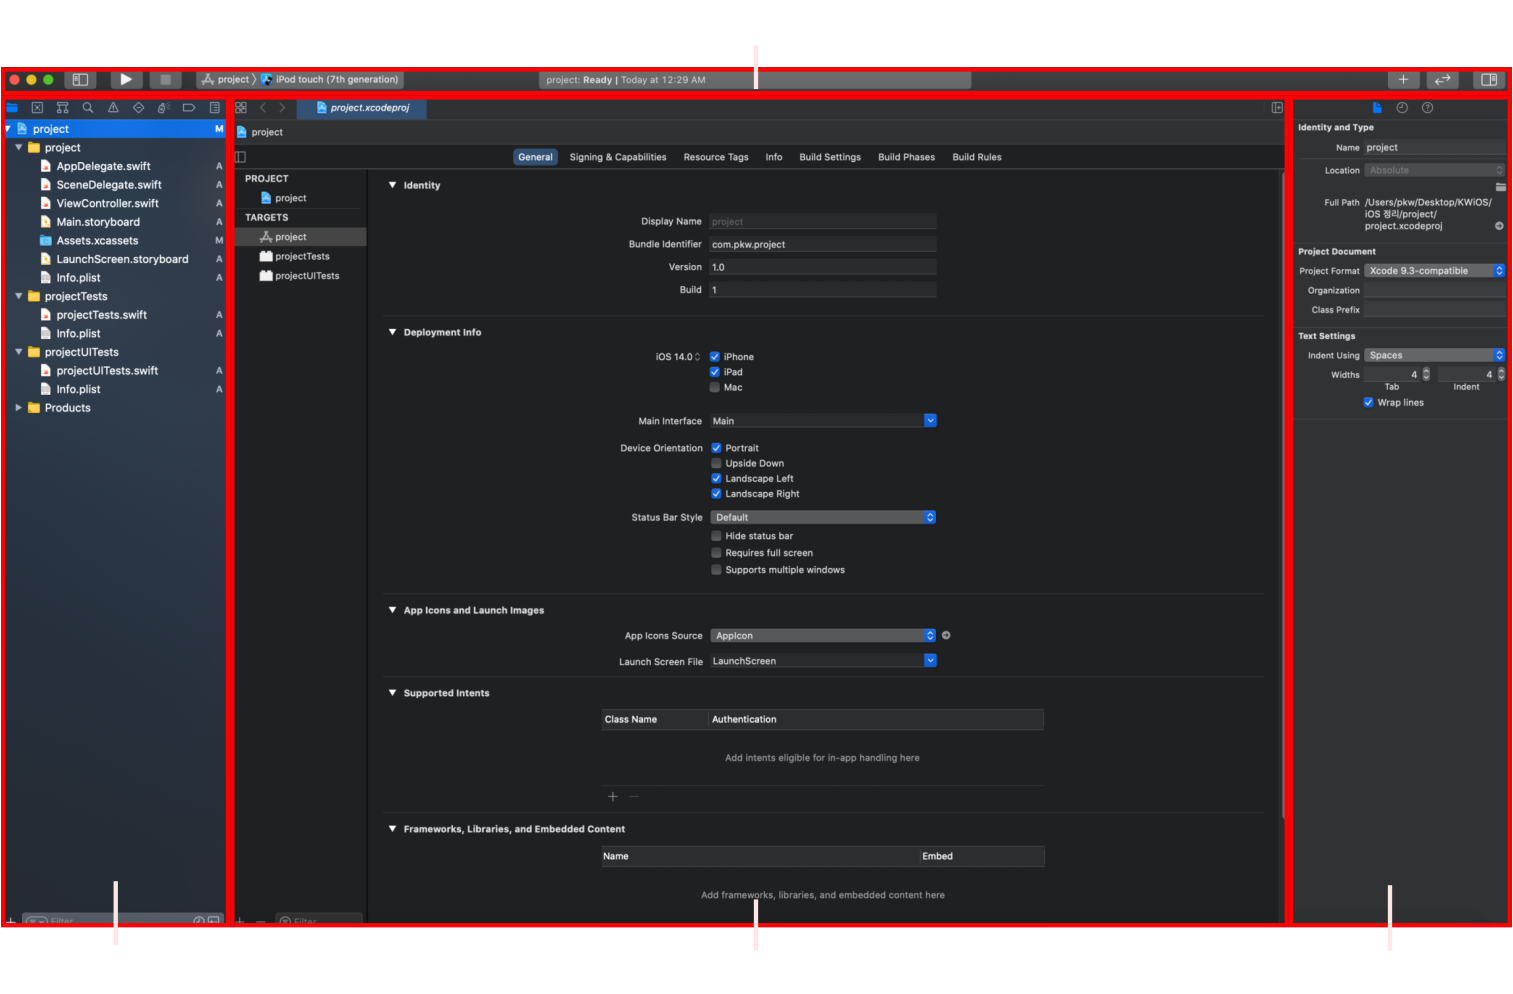 project
iPod touch (7th generation)
project: Ready | Today at 12:29 AM
project
M
project
AppDelegate.swift
A
SceneDelegate.swift
A
ViewController.swift
A
Main.storyboard
A
Assets.xcassets
M
LaunchScreen.storyboard
A
Info.plist
A
projectTests
projectTests.swift
A
Info.plist
A
projectUITests
projectUITests.swift
A
Info.plist
A
Products
Filter
project.xcodeproj
project
General Signing & Capabilities Resource Tags Info Build Settings Build Phases Build Rules
PROJECT
project
TARGETS
project
projectTests
projectUITests
Filter
Identity
Display Name project
Bundle Identifier com.pkw.project
Version 1.0
Build 1
Deployment Info
iOS 14.0 iPhone
iPad
Mac
Main Interface Main
Device Orientation Portrait
Upside Down
Landscape Left
Landscape Right
Status Bar Style Default
Hide status bar
Requires full screen
Supports multiple windows
App Icons and Launch Images
App Icons Source AppIcon
Launch Screen File LaunchScreen
Supported Intents
Class Name Authentication
Add intents eligible for in-app handling here
Frameworks, Libraries, and Embedded Content
Name Embed
Add frameworks, libraries, and embedded content here
Identity and Type
Name project
Location Absolute
Full Path /Users/pkw/Desktop/KWiOS/
iOS 정리/project/
project.xcodeproj
Project Document
Project Format Xcode 9.3-compatible
Organization
Class Prefix
Text Settings
Indent Using Spaces
Widths 4 4
Tab Indent
Wrap lines